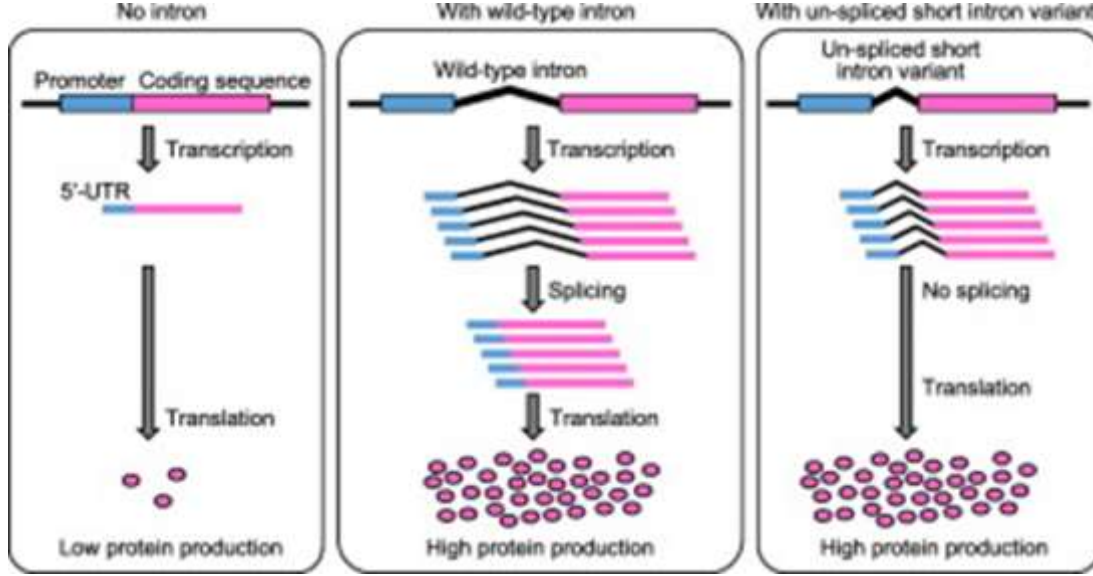 No intron
Promoter Coding sequence
Transcription
5'-UTR
Translation
Low protein production
With wild-type intron
Wild-type intron
Transcription
Splicing
Translation
High protein production
With un-spliced short intron variant
Un-spliced short
intron variant
Transcription
No splicing
Translation
High protein production